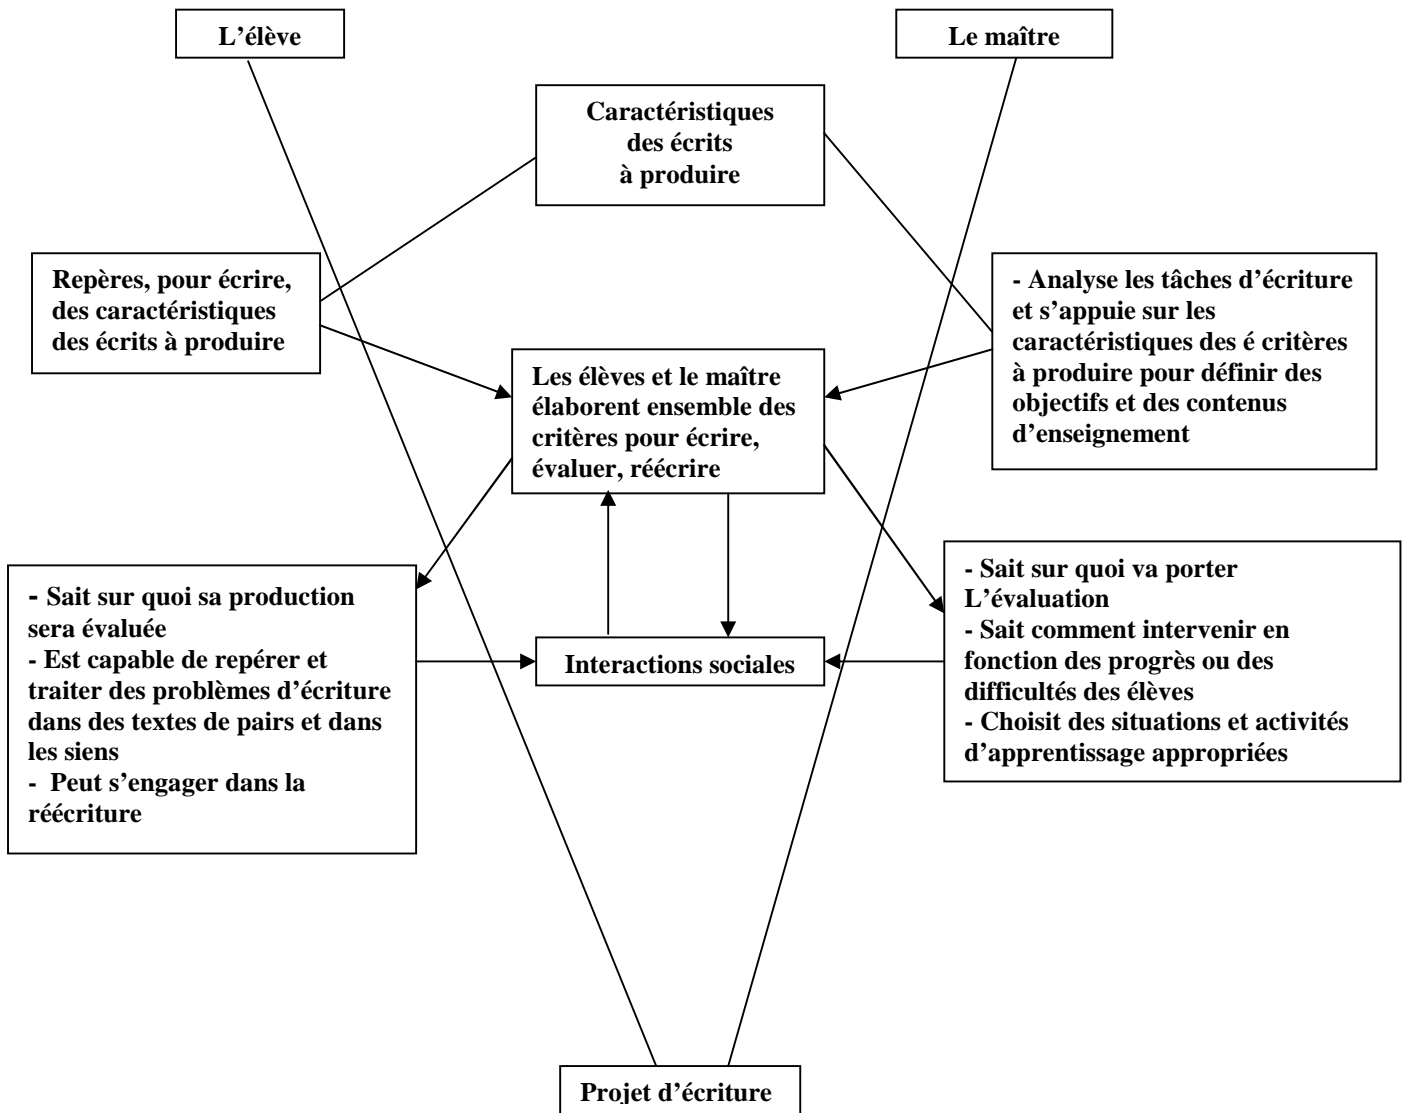 L’élève
Le maître
Caractéristiques
des écrits
à produire
Repères, pour écrire,
des caractéristiques
des écrits à produire
- Analyse les tâches d’écriture
et s’appuie sur les
caractéristiques des é critères
à produire pour définir des
objectifs et des contenus
d’enseignement
Les élèves et le maître
élaborent ensemble des
critères pour écrire,
évaluer, réécrire
- Sait sur quoi sa production
sera évaluée
- Est capable de repérer et
traiter des problèmes d’écriture
dans des textes de pairs et dans
les siens
- Peut s’engager dans la
réécriture
Interactions sociales
- Sait sur quoi va porter
L’évaluation
- Sait comment intervenir en
fonction des progrès ou des
difficultés des élèves
- Choisit des situations et activités
d’apprentissage appropriées
Projet d’écriture